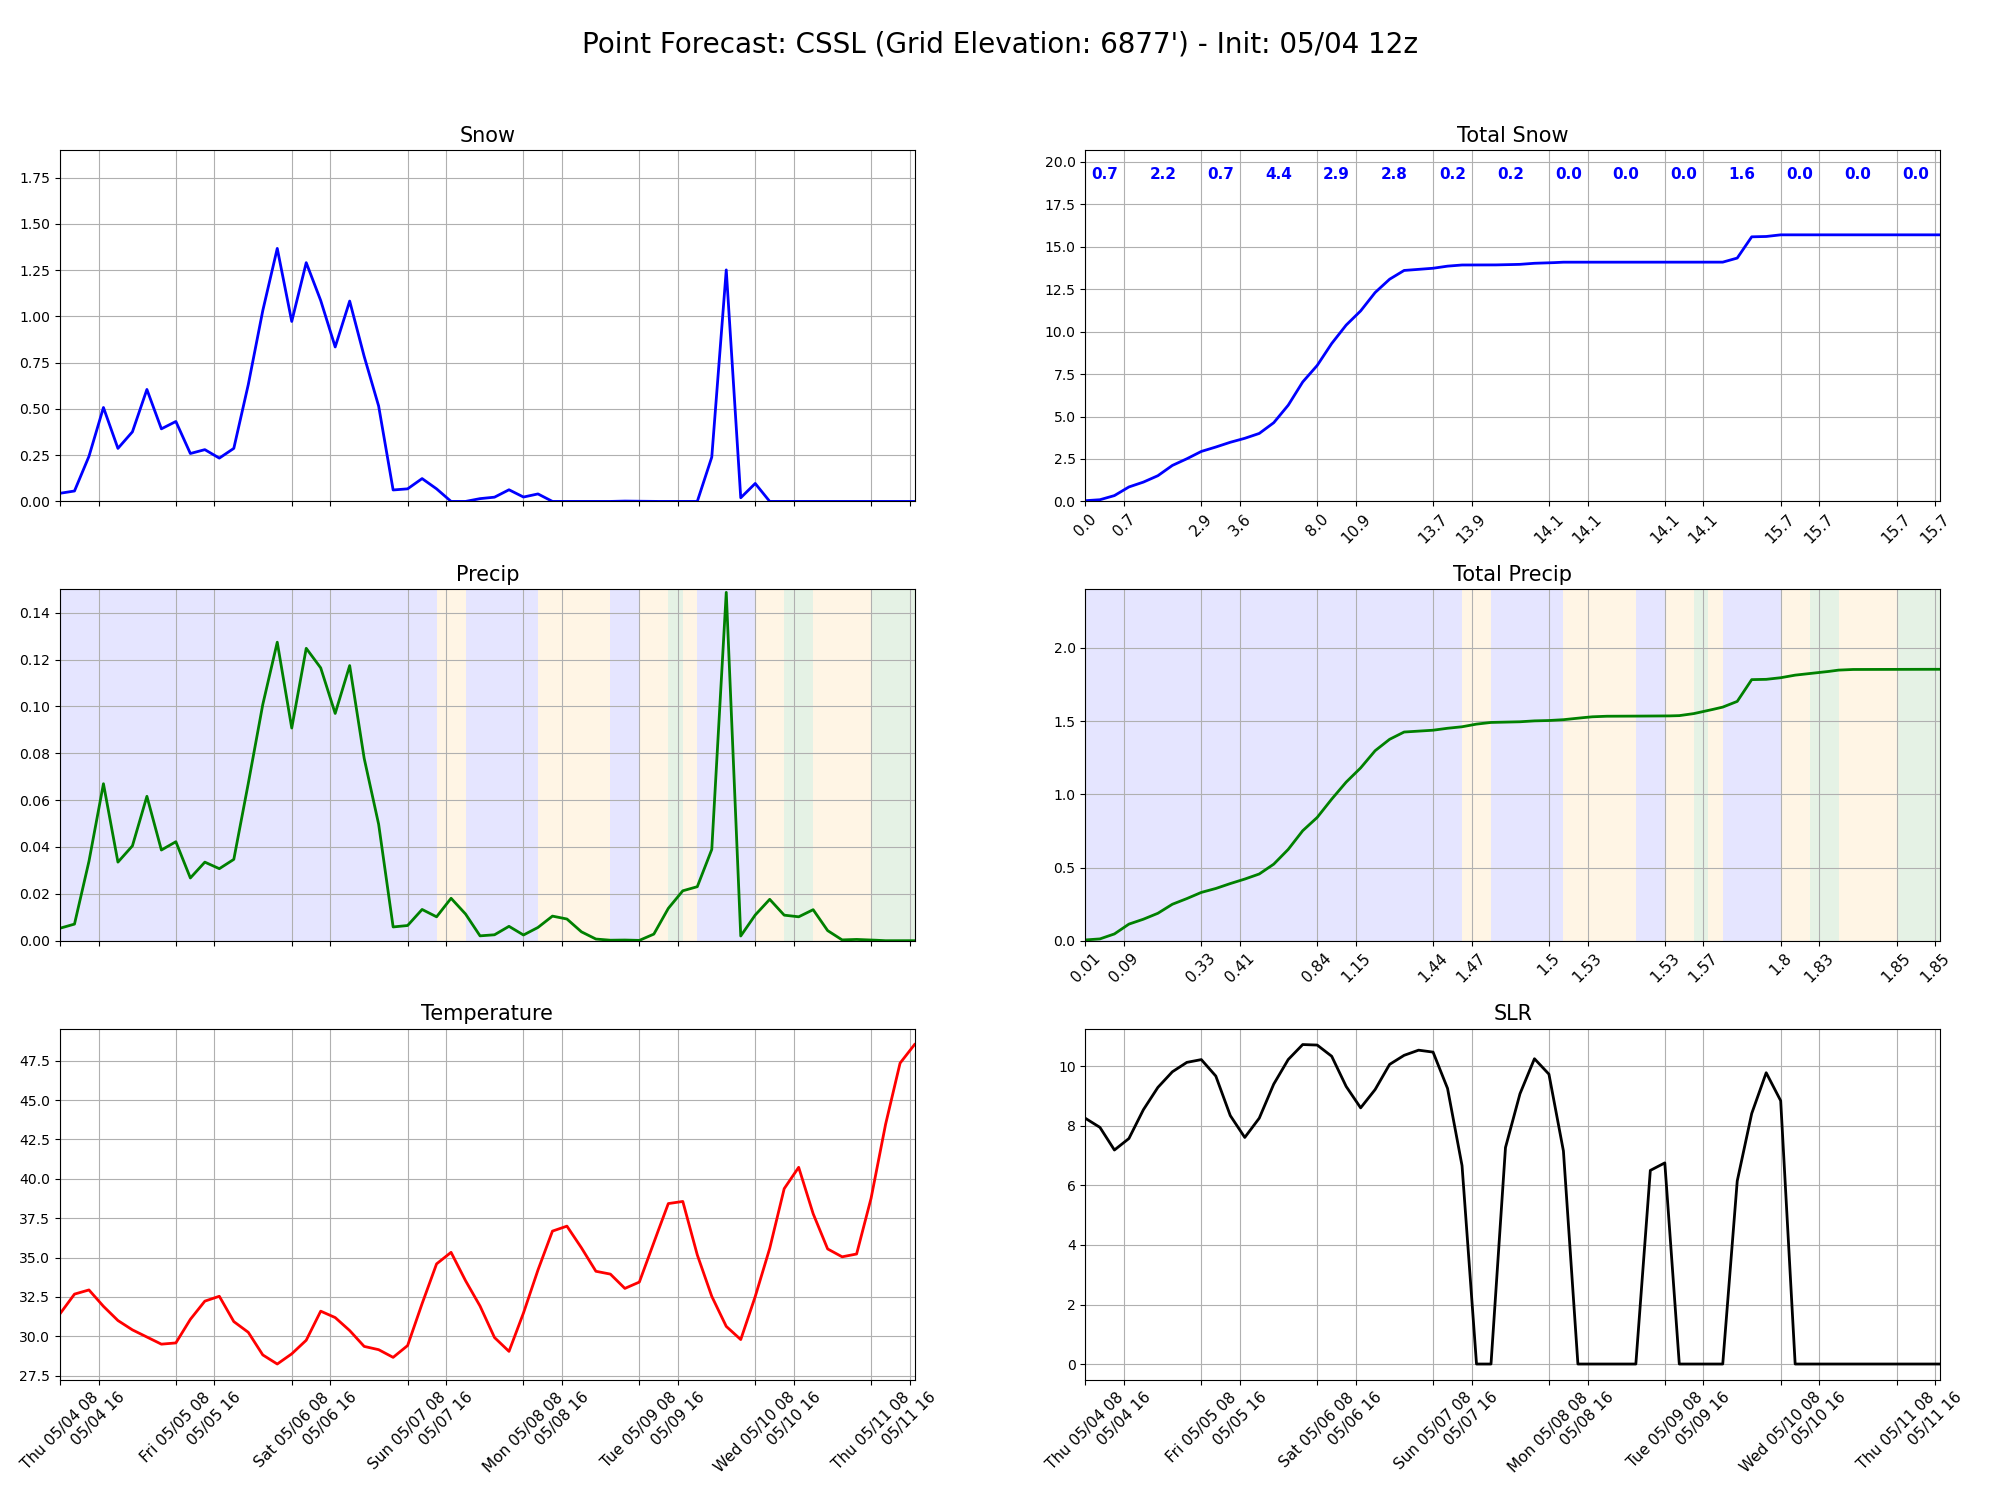 Point Forecast: CSSL (Grid Elevation: 6877') - Init: 05/04 12z
Snow
1.75
1.50
1.25
1.00
0.75
0.50
0.25
0.00
Total Snow
0.7 2.2 0.7 4.4 2.9 2.8 0.2 0.2 0.0 0.0 0.0 1.6 0.0 0.0 0.0
20.0
17.5
15.0
12.5
10.0
7.5
5.0
2.5
0.0
0.0 0.7 2.9 3.6 8.0 10.9 13.7 13.9 14.1 14.1 14.1 14.1 15.7 15.7 15.7 15.7
Precip
0.14
0.12
0.10
0.08
0.06
0.04
0.02
0.00
Total Precip
2.0
1.5
1.0
0.5
0.0
0.01 0.09 0.33 0.41 0.84 1.15 1.44 1.47 1.5 1.53 1.53 1.57 1.8 1.83 1.85 1.85
Temperature
47.5
45.0
42.5
40.0
37.5
35.0
32.5
30.0
27.5
Thu 05/04 08
05/04 16
Fri 05/05 08
05/05 16
Sat 05/06 08
05/06 16
Sun 05/07 08
05/07 16
Mon 05/08 08
05/08 16
Tue 05/09 08
05/09 16
Wed 05/10 08
05/10 16
Thu 05/11 08
05/11 16
SLR
10
8
6
4
2
0
Thu 05/04 08
05/04 16
Fri 05/05 08
05/05 16
Sat 05/06 08
05/06 16
Sun 05/07 08
05/07 16
Mon 05/08 08
05/08 16
Tue 05/09 08
05/09 16
Wed 05/10 08
05/10 16
Thu 05/11 08
05/11 16